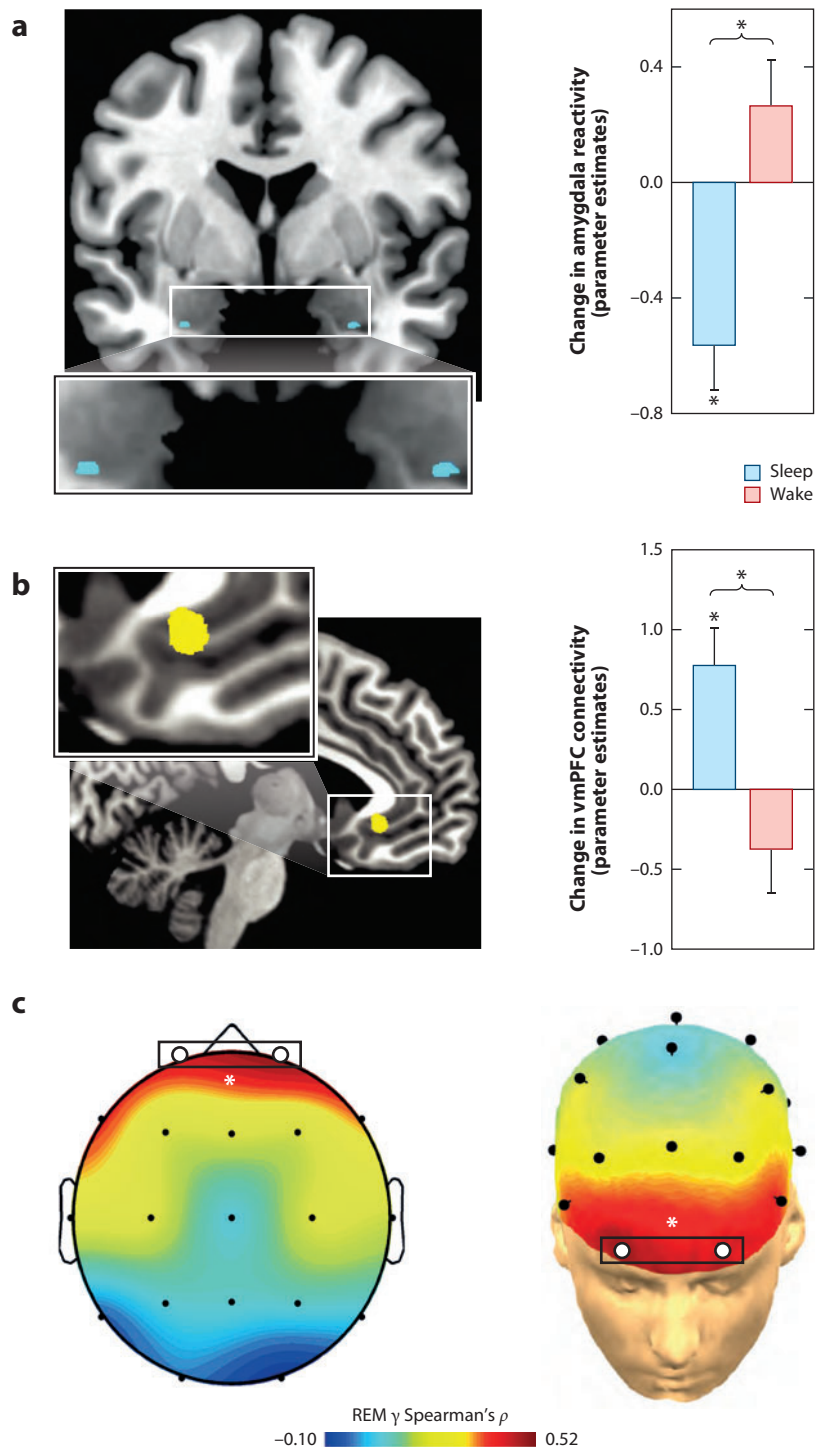 a
*
0.4
0.0
−0.4
−0.8
*
Change in amygdala reactivity
(parameter estimates)
Sleep
Wake
b
1.5
1.0
0.5
0.0
−0.5
−1.0
*
*
Change in vmPFC connectivity
(parameter estimates)
c
*
*
REM γ Spearman's ρ
−0.10
0.52